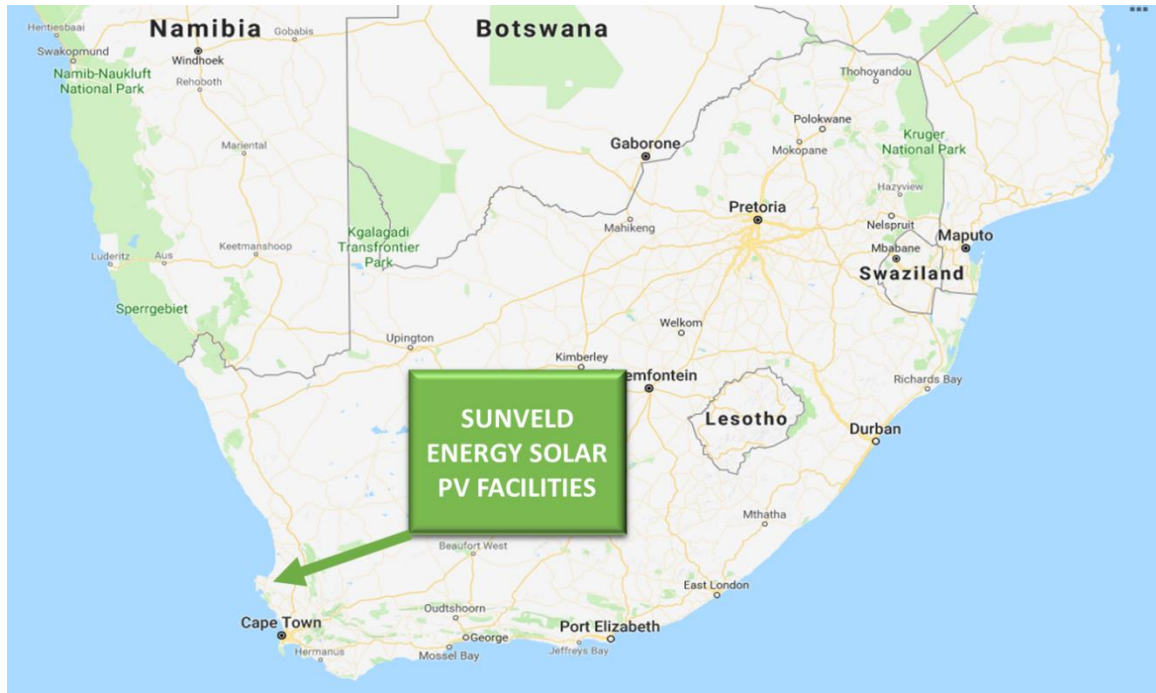 Hentiesbaai
Namibia
Gobabis
Botswana
Swakopmund
Windhoek
Namib-Naukluft
National Park
Rehoboth
Thohoyandou
Mariental
Polokwane
Gaborone
Mokopane
Kruger
National Park
Hazyview
Pretoria
Mahikeng
Nelspruit
Kgalagadi
Transfrontier
Park
Keetmanshoop
Maputo
Mbabane
Luderitz
Aus
Swaziland
Sperrgebiet
Welkom
Upington
Kimberley
emfontein
Richards Bay
Lesotho
Durban
SUNVELD
ENERGY SOLAR
PV FACILITIES
Mthatha
Beaufort West
East London
Oudtshoorn
Cape Town
George
Port Elizabeth
Hermanus
Mossel Bay
Jeffreys Bay